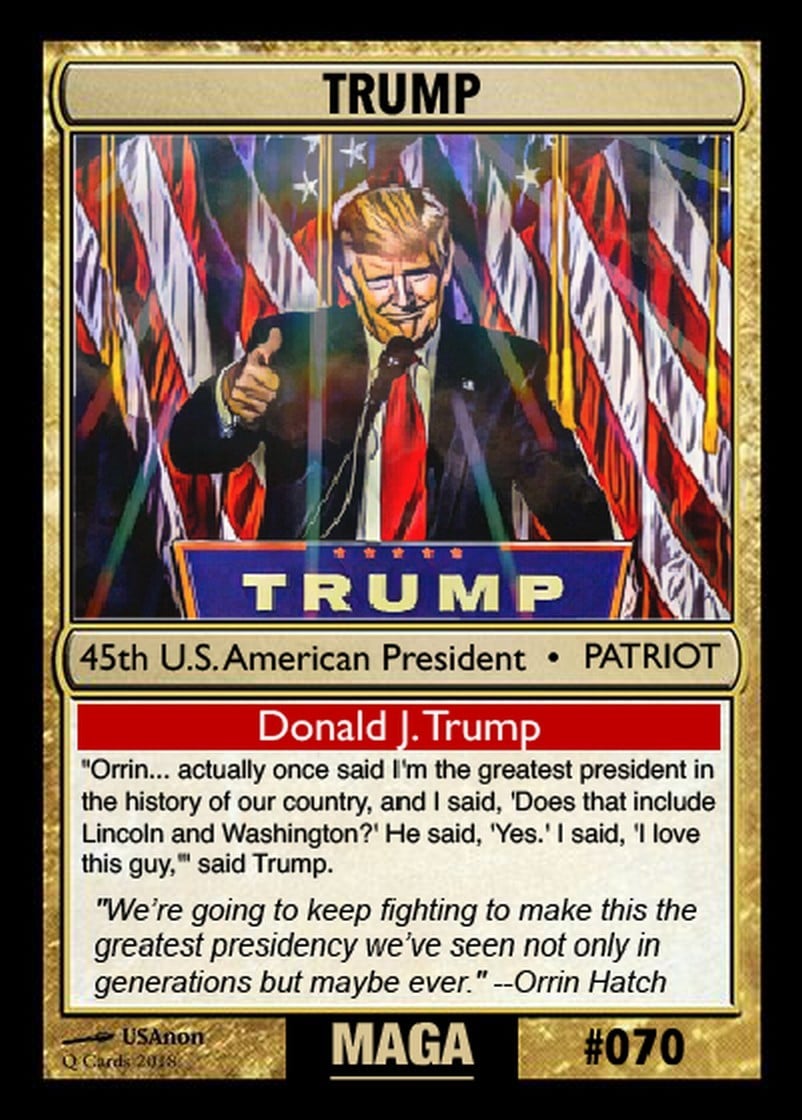 TRUMP
TRUMP
45th U.S. American President • PATRIOT
Donald J. Trump
"Orrin... actually once said I'm the greatest president in
the history of our country, and I said, 'Does that include
Lincoln and Washington?' He said, 'Yes.' I said, 'I love
this guy,'" said Trump.
"We're going to keep fighting to make this the
greatest presidency we've seen not only in
generations but maybe ever." --Orrin Hatch
USAnon
Q Cards 2018
MAGA
#070